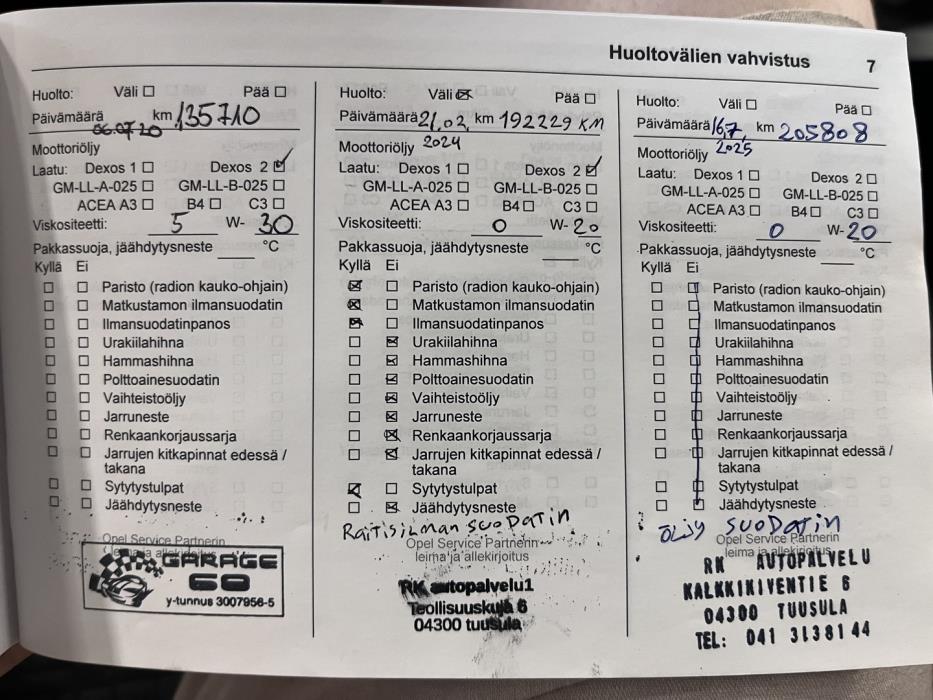 Huoltovälien vahvistus 7
Huolto: Väli ☐ Pää ☐
Päivämäärä 06.07.20 km 135710
Moottoriöljy
Laatu: Dexos 1 ☐ Dexos 2 ☑
GM-LL-A-025 ☐ GM-LL-B-025 ☐
ACEA A3 ☐ B4 ☐ C3 ☐
Viskositeetti: 5 W- 30
Pakkassuoja, jäähdytysneste ____ °C
Kyllä Ei
☐ ☐ Paristo (radion kauko-ohjain)
☐ ☐ Matkustamon ilmansuodatin
☐ ☐ Ilmansuodatinpanos
☐ ☐ Urakiilahihna
☐ ☐ Hammashihna
☐ ☐ Polttoainesuodatin
☐ ☐ Vaihteistoöljy
☐ ☐ Jarruneste
☐ ☐ Renkaankorjaussarja
☐ ☐ Jarrujen kitkapinnat edessä /
takana
☐ ☐ Sytytystulpat
☐ ☐ Jäähdytysneste
Opel Service Partnerin
leima ja allekirjoitus
GARAGE
60
y-tunnus 3007956-5
Huolto: Väli ☒ Pää ☐
Päivämäärä 21.02. km 192229 KM
Moottoriöljy 2024
Laatu: Dexos 1 ☐ Dexos 2 ☑
GM-LL-A-025 ☐ GM-LL-B-025 ☐
ACEA A3 ☐ B4 ☐ C3 ☐
Viskositeetti: 0 W- 20
Pakkassuoja, jäähdytysneste ____ °C
Kyllä Ei
☒ ☐ Paristo (radion kauko-ohjain)
☒ ☐ Matkustamon ilmansuodatin
☒ ☐ Ilmansuodatinpanos
☐ ☒ Urakiilahihna
☐ ☒ Hammashihna
☐ ☒ Polttoainesuodatin
☐ ☒ Vaihteistoöljy
☐ ☒ Jarruneste
☐ ☒ Renkaankorjaussarja
☐ ☒ Jarrujen kitkapinnat edessä /
takana
☒ ☐ Sytytystulpat
☐ ☒ Jäähdytysneste
Raitisilman suodatin
Opel Service Partnerin
leima ja allekirjoitus
RK autopalvelu1
Teollisuuskuja 6
04300 tuusula
Huolto: Väli ☐ Pää ☐
Päivämäärä 16.7. km 205808
Moottoriöljy 2025
Laatu: Dexos 1 ☐ Dexos 2 ☐
GM-LL-A-025 ☐ GM-LL-B-025 ☐
ACEA A3 ☐ B4 ☐ C3 ☐
Viskositeetti: 0 W- 20
Pakkassuoja, jäähdytysneste ____ °C
Kyllä Ei
☐ ☐ Paristo (radion kauko-ohjain)
☐ ☐ Matkustamon ilmansuodatin
☐ ☐ Ilmansuodatinpanos
☐ ☐ Urakiilahihna
☐ ☐ Hammashihna
☐ ☐ Polttoainesuodatin
☐ ☐ Vaihteistoöljy
☐ ☐ Jarruneste
☐ ☐ Renkaankorjaussarja
☐ ☐ Jarrujen kitkapinnat edessä /
takana
☐ ☐ Sytytystulpat
☐ ☐ Jäähdytysneste
öljy suodatin
Opel Service Partnerin
leima ja allekirjoitus
RK AUTOPALVELU
KALKKIKIVENTIE 6
04300 TUUSULA
TEL: 041 3138144